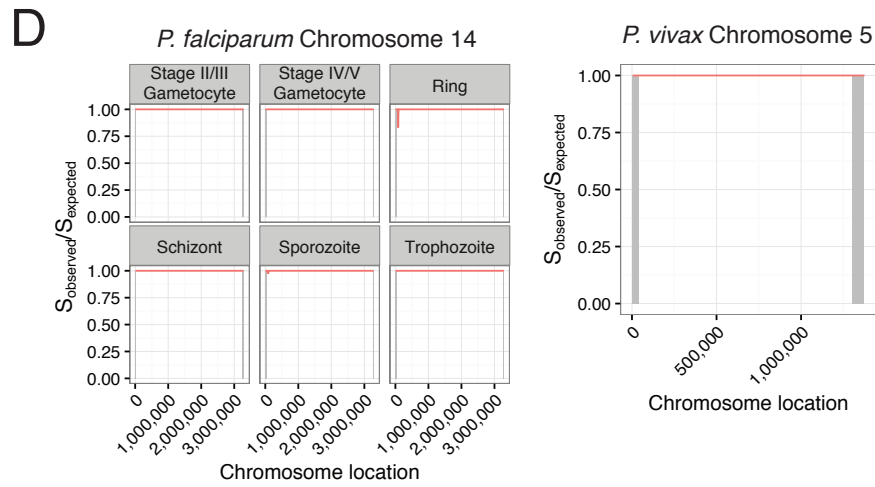 D
P. falciparum Chromosome 14
Stage II/III
Gametocyte
Stage IV/V
Gametocyte
Ring
1.00
0.75
0.50
0.25
0.00
Schizont
Sporozoite
Trophozoite
1.00
0.75
0.50
0.25
0.00
Sobserved/Sexpected
0
1,000,000
2,000,000
3,000,000
0
1,000,000
2,000,000
3,000,000
0
1,000,000
2,000,000
3,000,000
Chromosome location
P. vivax Chromosome 5
1.00
0.75
0.50
0.25
0.00
Sobserved/Sexpected
0
500,000
1,000,000
Chromosome location